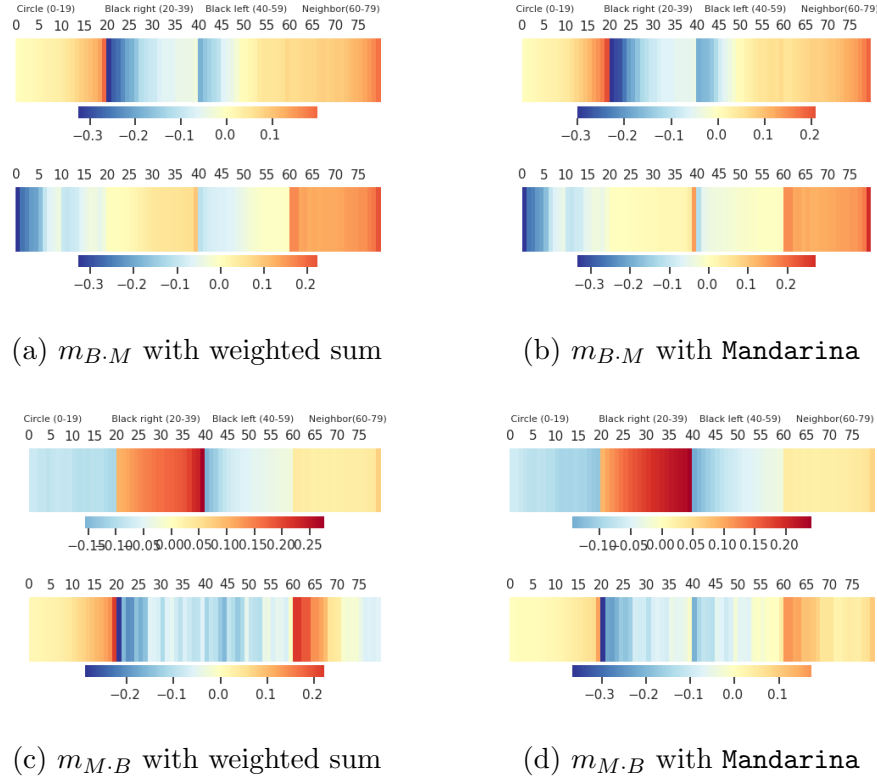 Circle (0-19) Black right (20-39) Black left (40-59) Neighbor(60-79)
0 5 10 15 20 25 30 35 40 45 50 55 60 65 70 75
−0.3 −0.2 −0.1 0.0 0.1
0 5 10 15 20 25 30 35 40 45 50 55 60 65 70 75
−0.3 −0.2 −0.1 0.0 0.1 0.2
(a) m_{B·M} with weighted sum
Circle (0-19) Black right (20-39) Black left (40-59) Neighbor(60-79)
0 5 10 15 20 25 30 35 40 45 50 55 60 65 70 75
−0.3 −0.2 −0.1 0.0 0.1 0.2
0 5 10 15 20 25 30 35 40 45 50 55 60 65 70 75
−0.3 −0.2 −0.1 0.0 0.1 0.2
(b) m_{B·M} with Mandarina
Circle (0-19) Black right (20-39) Black left (40-59) Neighbor(60-79)
0 5 10 15 20 25 30 35 40 45 50 55 60 65 70 75
−0.15 −0.10 −0.05 0.00 0.05 0.10 0.15 0.20 0.25
0 5 10 15 20 25 30 35 40 45 50 55 60 65 70 75
−0.2 −0.1 0.0 0.1 0.2
(c) m_{M·B} with weighted sum
Circle (0-19) Black right (20-39) Black left (40-59) Neighbor(60-79)
0 5 10 15 20 25 30 35 40 45 50 55 60 65 70 75
−0.10 −0.05 0.00 0.05 0.10 0.15 0.20
0 5 10 15 20 25 30 35 40 45 50 55 60 65 70 75
−0.3 −0.2 −0.1 0.0 0.1
(d) m_{M·B} with Mandarina